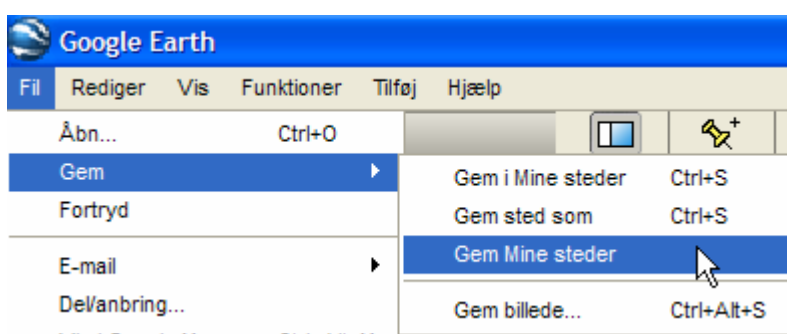 Google Earth
Fil Rediger Vis Funktioner Tilføj Hjælp
Åbn... Ctrl+O
Gem
Gem i Mine steder Ctrl+S
Fortryd
Gem sted som Ctrl+S
Gem Mine steder
E-mail
Del/anbring...
Gem billede... Ctrl+Alt+S